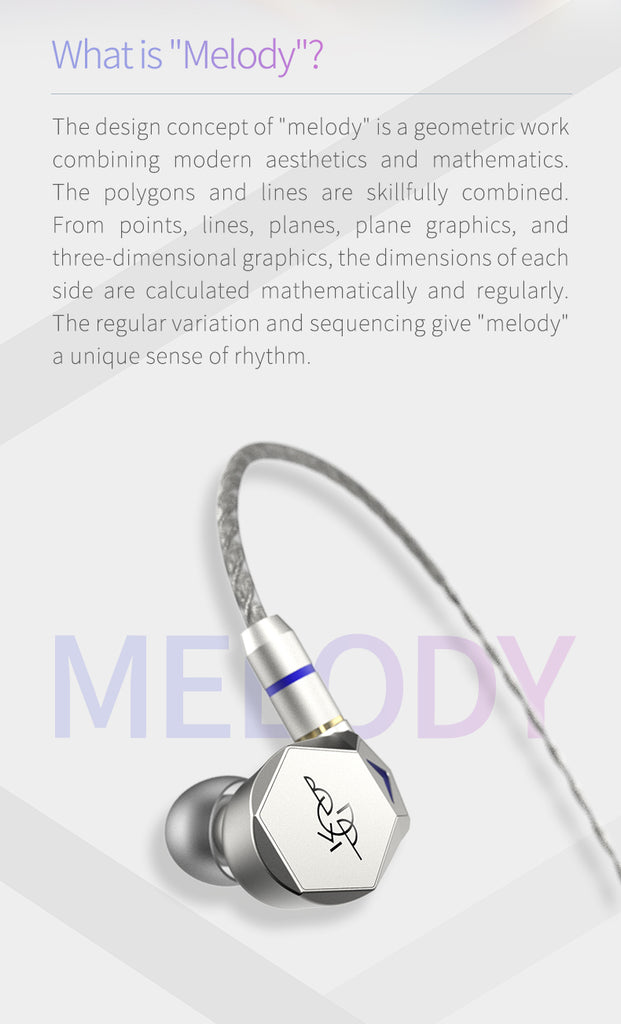 What is "Melody"?
The design concept of "melody" is a geometric work
combining modern aesthetics and mathematics.
The polygons and lines are skillfully combined.
From points, lines, planes, plane graphics, and
three-dimensional graphics, the dimensions of each
side are calculated mathematically and regularly.
The regular variation and sequencing give "melody"
a unique sense of rhythm.
MELODY